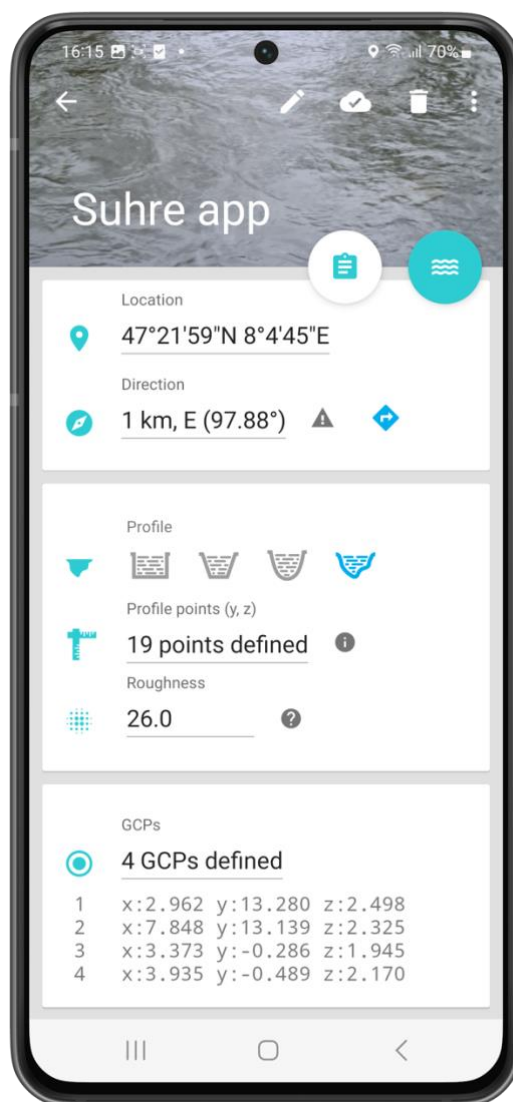 16:15
70%
Suhre app
Location
47°21'59"N 8°4'45"E
Direction
1 km, E (97.88°)
Profile
Profile points (y, z)
19 points defined
Roughness
26.0
GCPs
4 GCPs defined
1 x:2.962 y:13.280 z:2.498
2 x:7.848 y:13.139 z:2.325
3 x:3.373 y:-0.286 z:1.945
4 x:3.935 y:-0.489 z:2.170